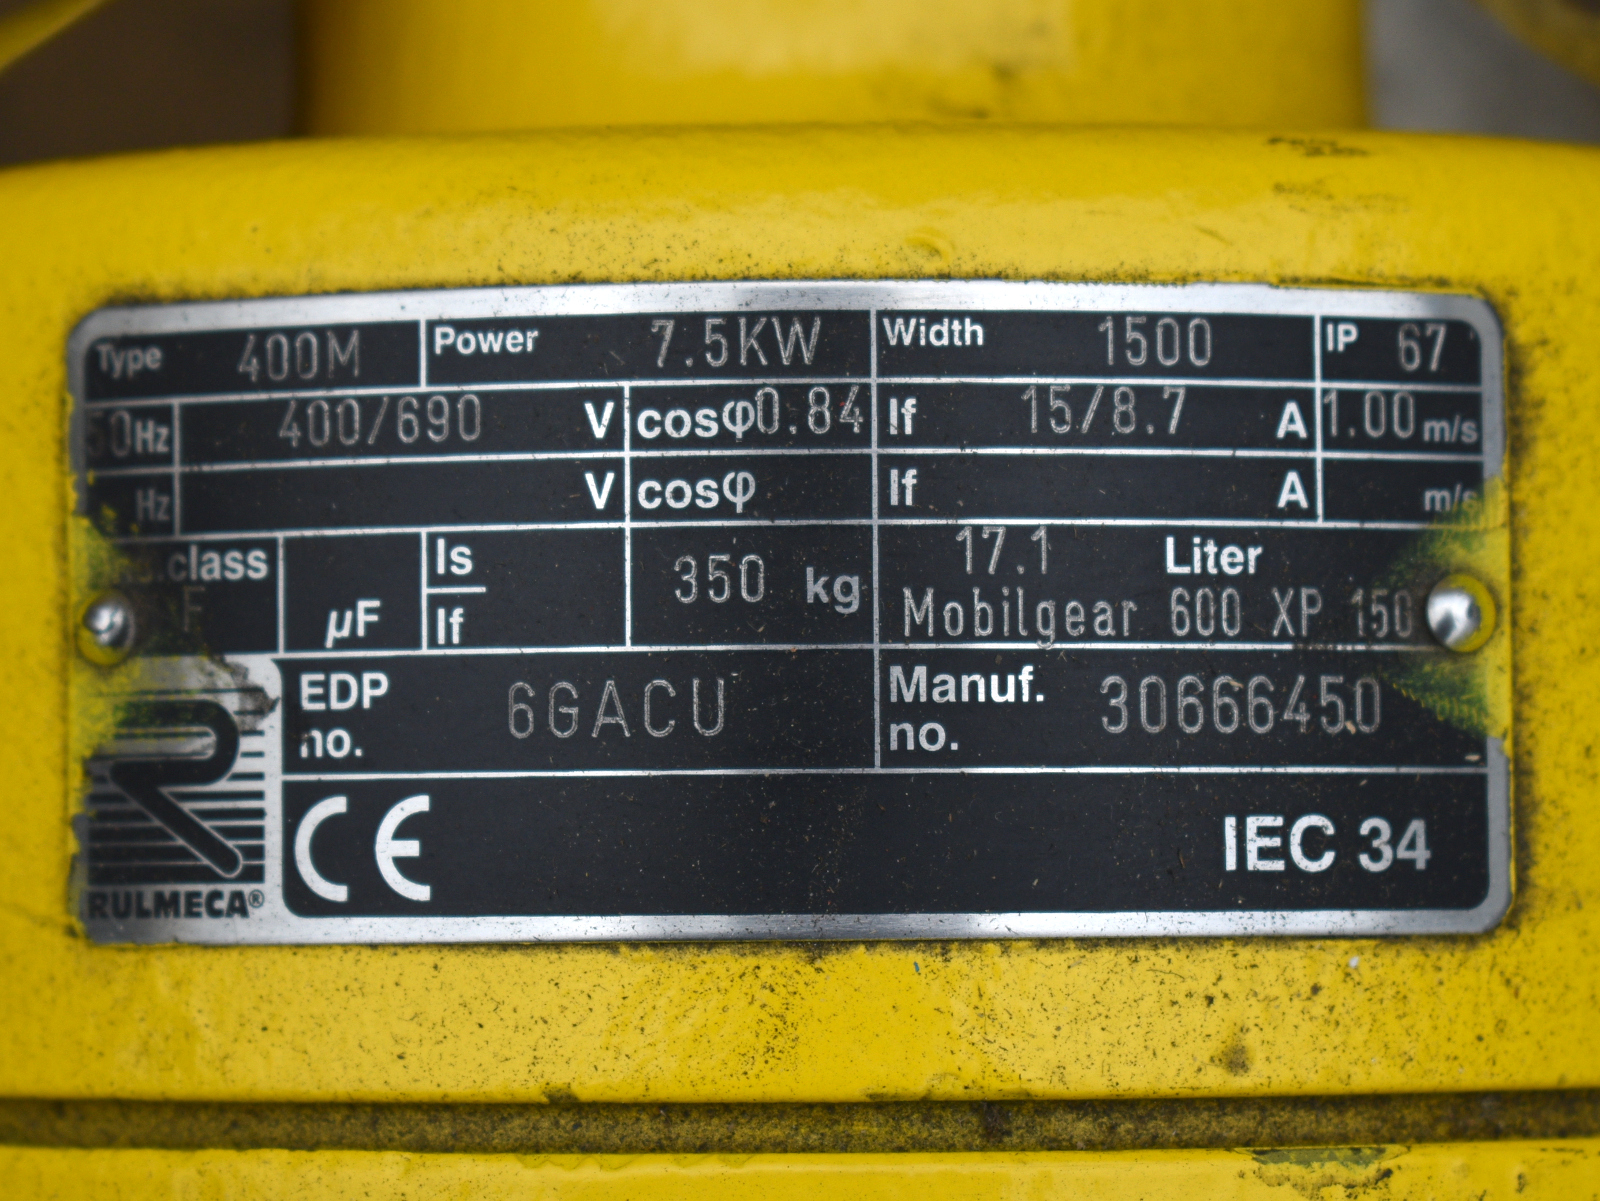 Type 400M Power 7.5KW Width 1500 IP 67
50Hz 400/690 V cosφ0.84 If 15/8.7 A 1.00 m/s
Hz V cosφ If A m/s
class F μF Is If 350 kg 17.1 Liter
Mobilgear 600 XP 150
EDP no. 6GACU Manuf. no. 30666450
CE IEC 34
RULMECA®